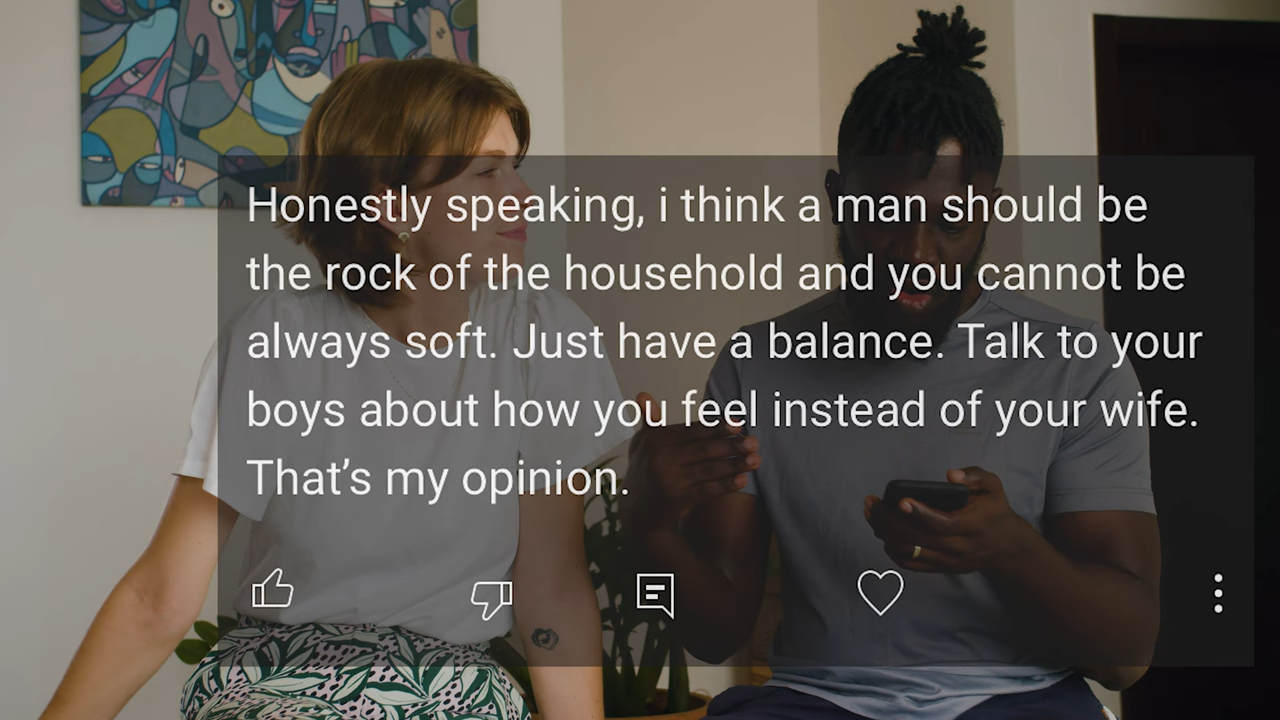 Honestly speaking, i think a man should be
the rock of the household and you cannot be
always soft. Just have a balance. Talk to your
boys about how you feel instead of your wife.
That’s my opinion.